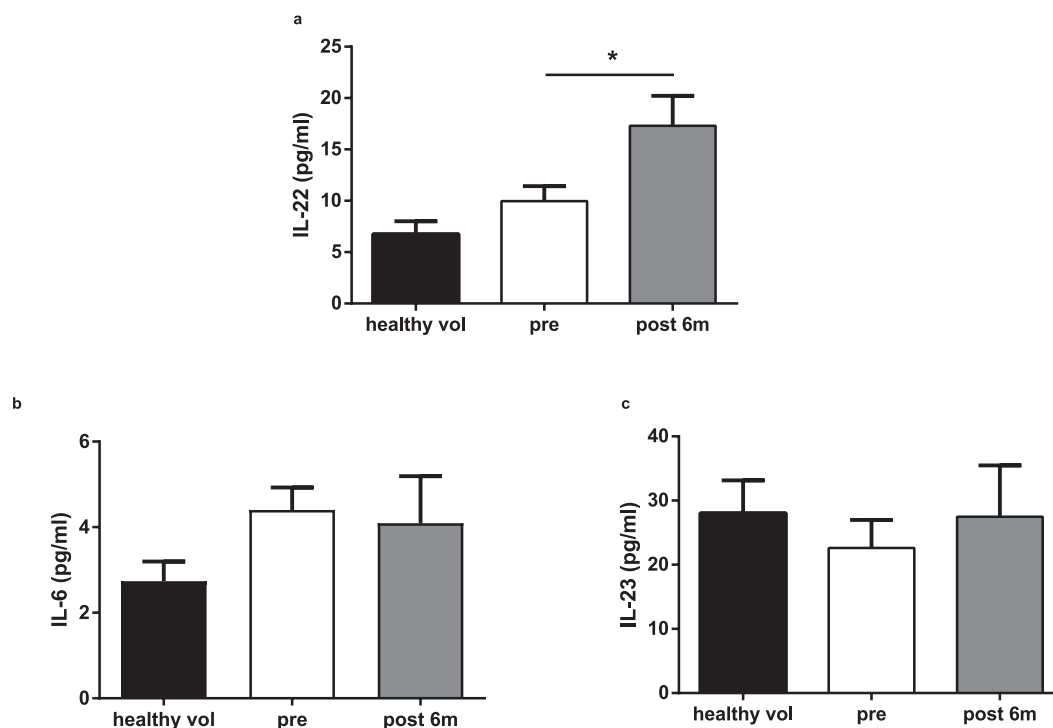 a
IL-22 (pg/ml)
25
20
15
10
5
0
*
healthy vol pre post 6m
b
IL-6 (pg/ml)
6
4
2
0
healthy vol pre post 6m
c
IL-23 (pg/ml)
40
30
20
10
0
healthy vol pre post 6m